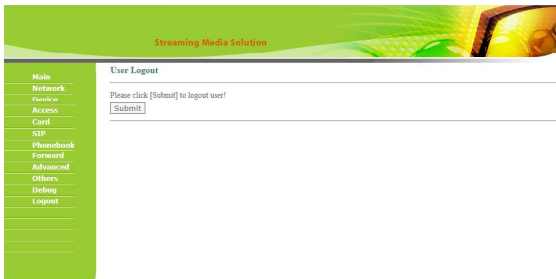 Streaming Media Solution
Main
Network
Device
Access
Card
SIP
Phonebook
Forward
Advanced
Others
Debug
Logout
User Logout
Please click [Submit] to logout user!
Submit